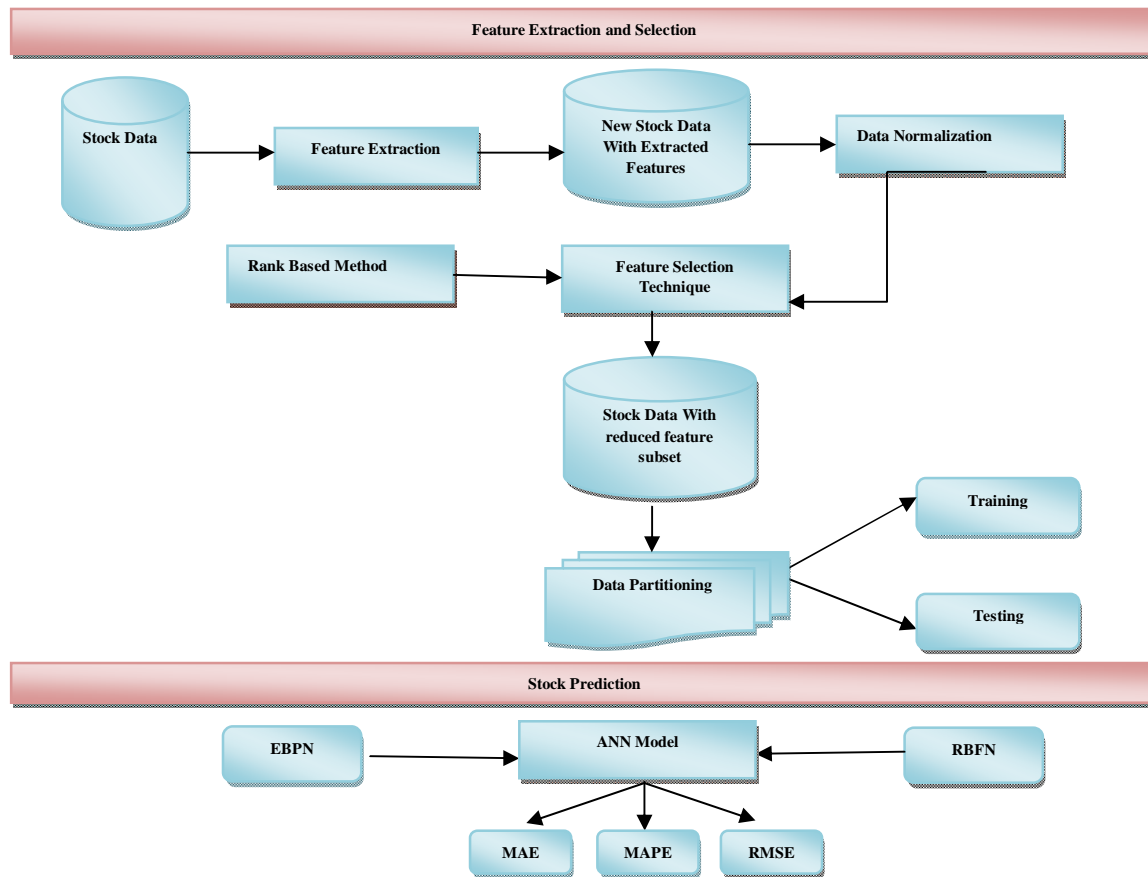 Feature Extraction and Selection
Stock Data
Feature Extraction
New Stock Data
With Extracted
Features
Data Normalization
Rank Based Method
Feature Selection
Technique
Stock Data With
reduced feature
subset
Training
Data Partitioning
Testing
Stock Prediction
EBPN
ANN Model
RBFN
MAE
MAPE
RMSE